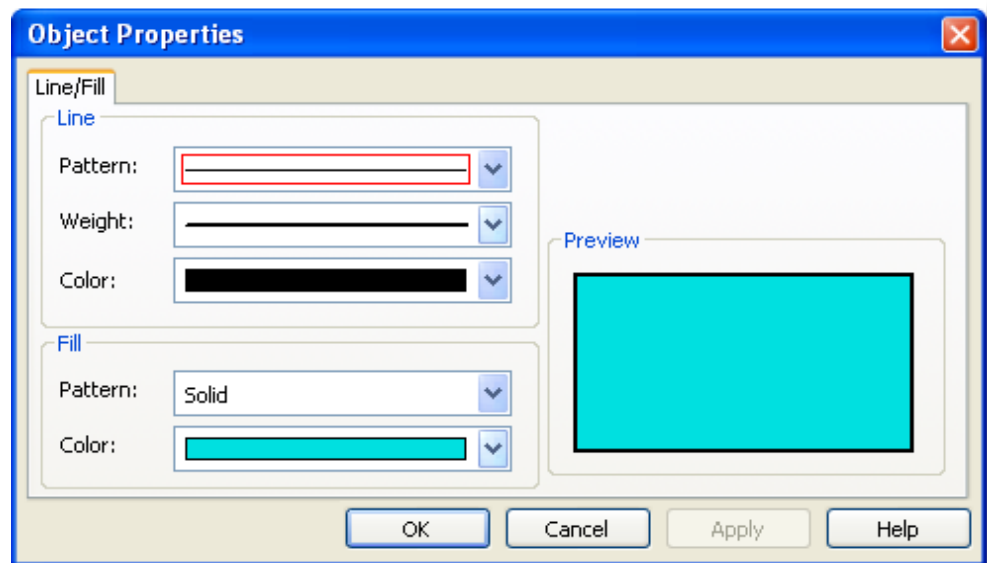 Object Properties
Line/Fill
Line
Pattern:
Weight:
Color:
Fill
Pattern: Solid
Color:
Preview
OK Cancel Apply Help